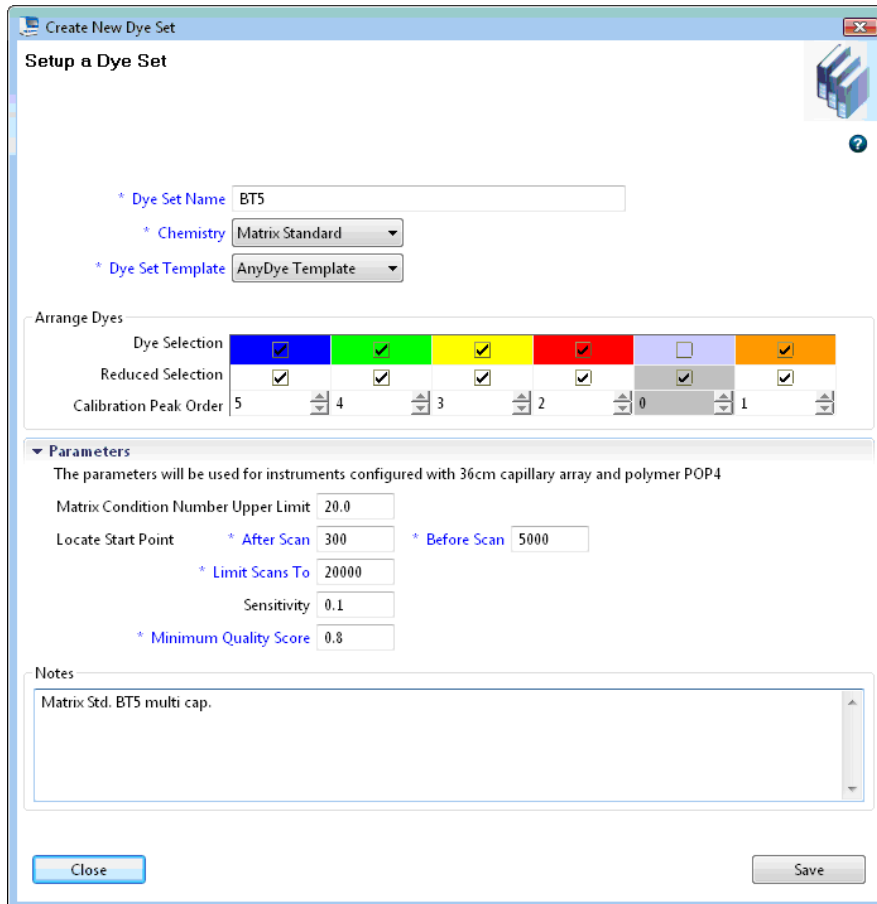 Create New Dye Set
Setup a Dye Set
?
* Dye Set Name BT5
* Chemistry Matrix Standard
* Dye Set Template AnyDye Template
Arrange Dyes
Dye Selection
Reduced Selection
Calibration Peak Order 5 4 3 2 0 1
Parameters
The parameters will be used for instruments configured with 36cm capillary array and polymer POP4
Matrix Condition Number Upper Limit 20.0
Locate Start Point * After Scan 300 * Before Scan 5000
* Limit Scans To 20000
Sensitivity 0.1
* Minimum Quality Score 0.8
Notes
Matrix Std. BT5 multi cap.
Close Save